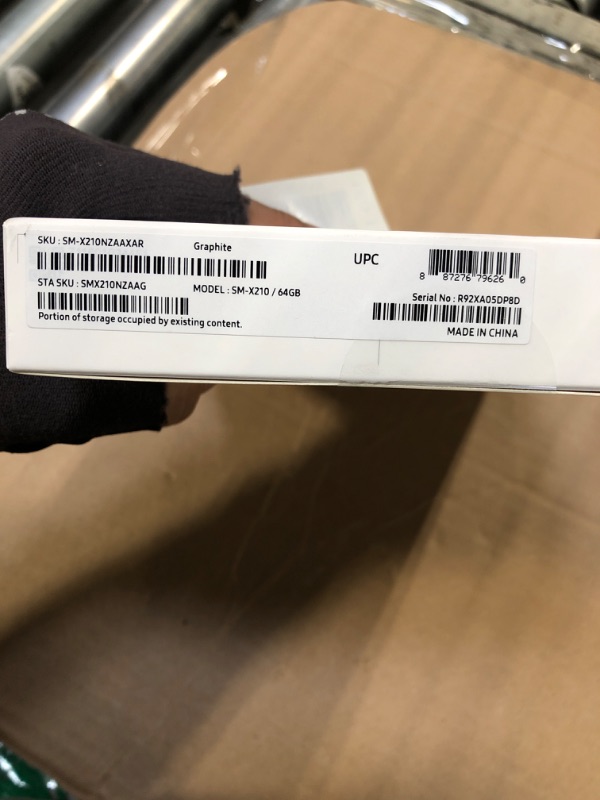 SKU : SM-X210NZAAXAR Graphite
UPC
8 87276 79626 0
STA SKU : SMX210NZAAG MODEL : SM-X210 / 64GB
Serial No : R92XA05DP8D
Portion of storage occupied by existing content.
MADE IN CHINA